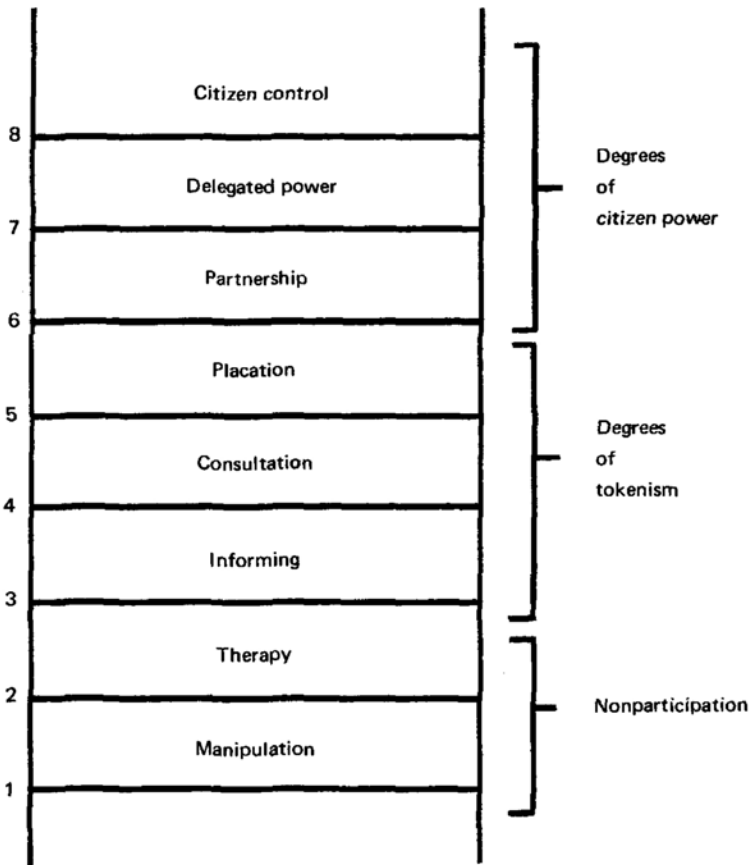 Citizen control
8
Delegated power
7
Partnership
6
Placation
5
Consultation
4
Informing
3
Therapy
2
Manipulation
1
Degrees
of
citizen power
Degrees
of
tokenism
Nonparticipation